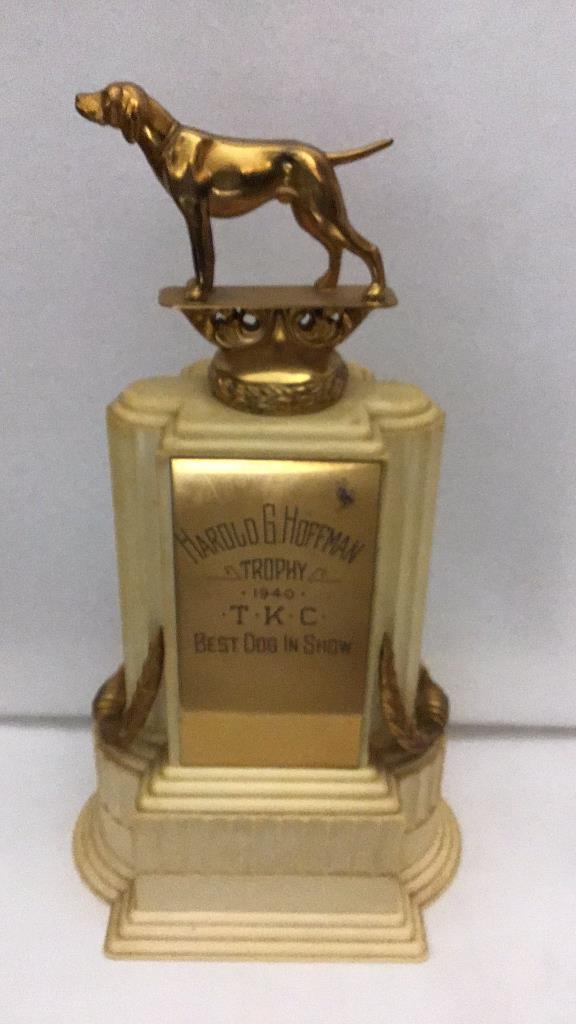 HAROLD G. HOFFMAN
TROPHY
· 1940 ·
· T · K · C ·
BEST DOG IN SHOW